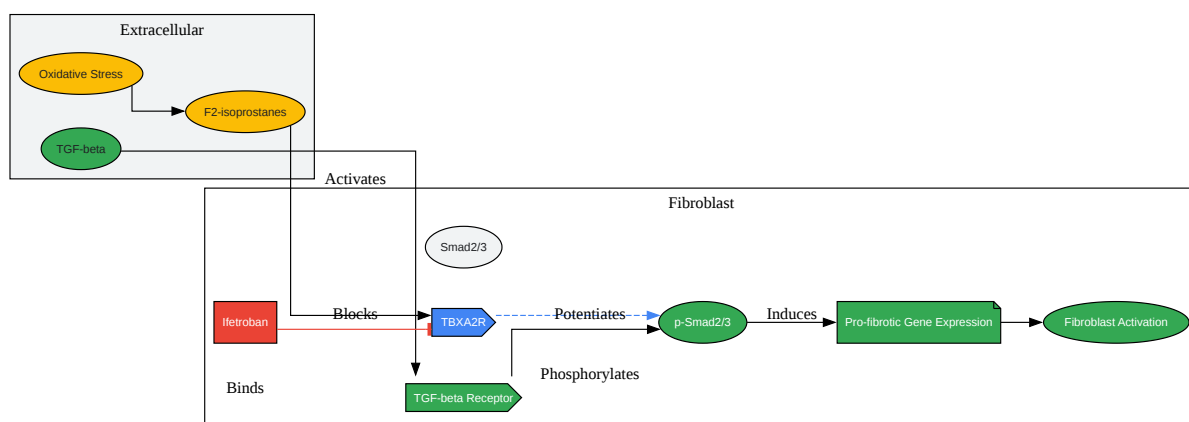 Extracellular
Oxidative Stress
F2-isoprostanes
TGF-beta
Activates
Fibroblast
Smad2/3
Ifetroban
Blocks
TBXA2R
Potentiates
p-Smad2/3
Induces
Pro-fibrotic Gene Expression
Fibroblast Activation
Binds
Phosphorylates
TGF-beta Receptor